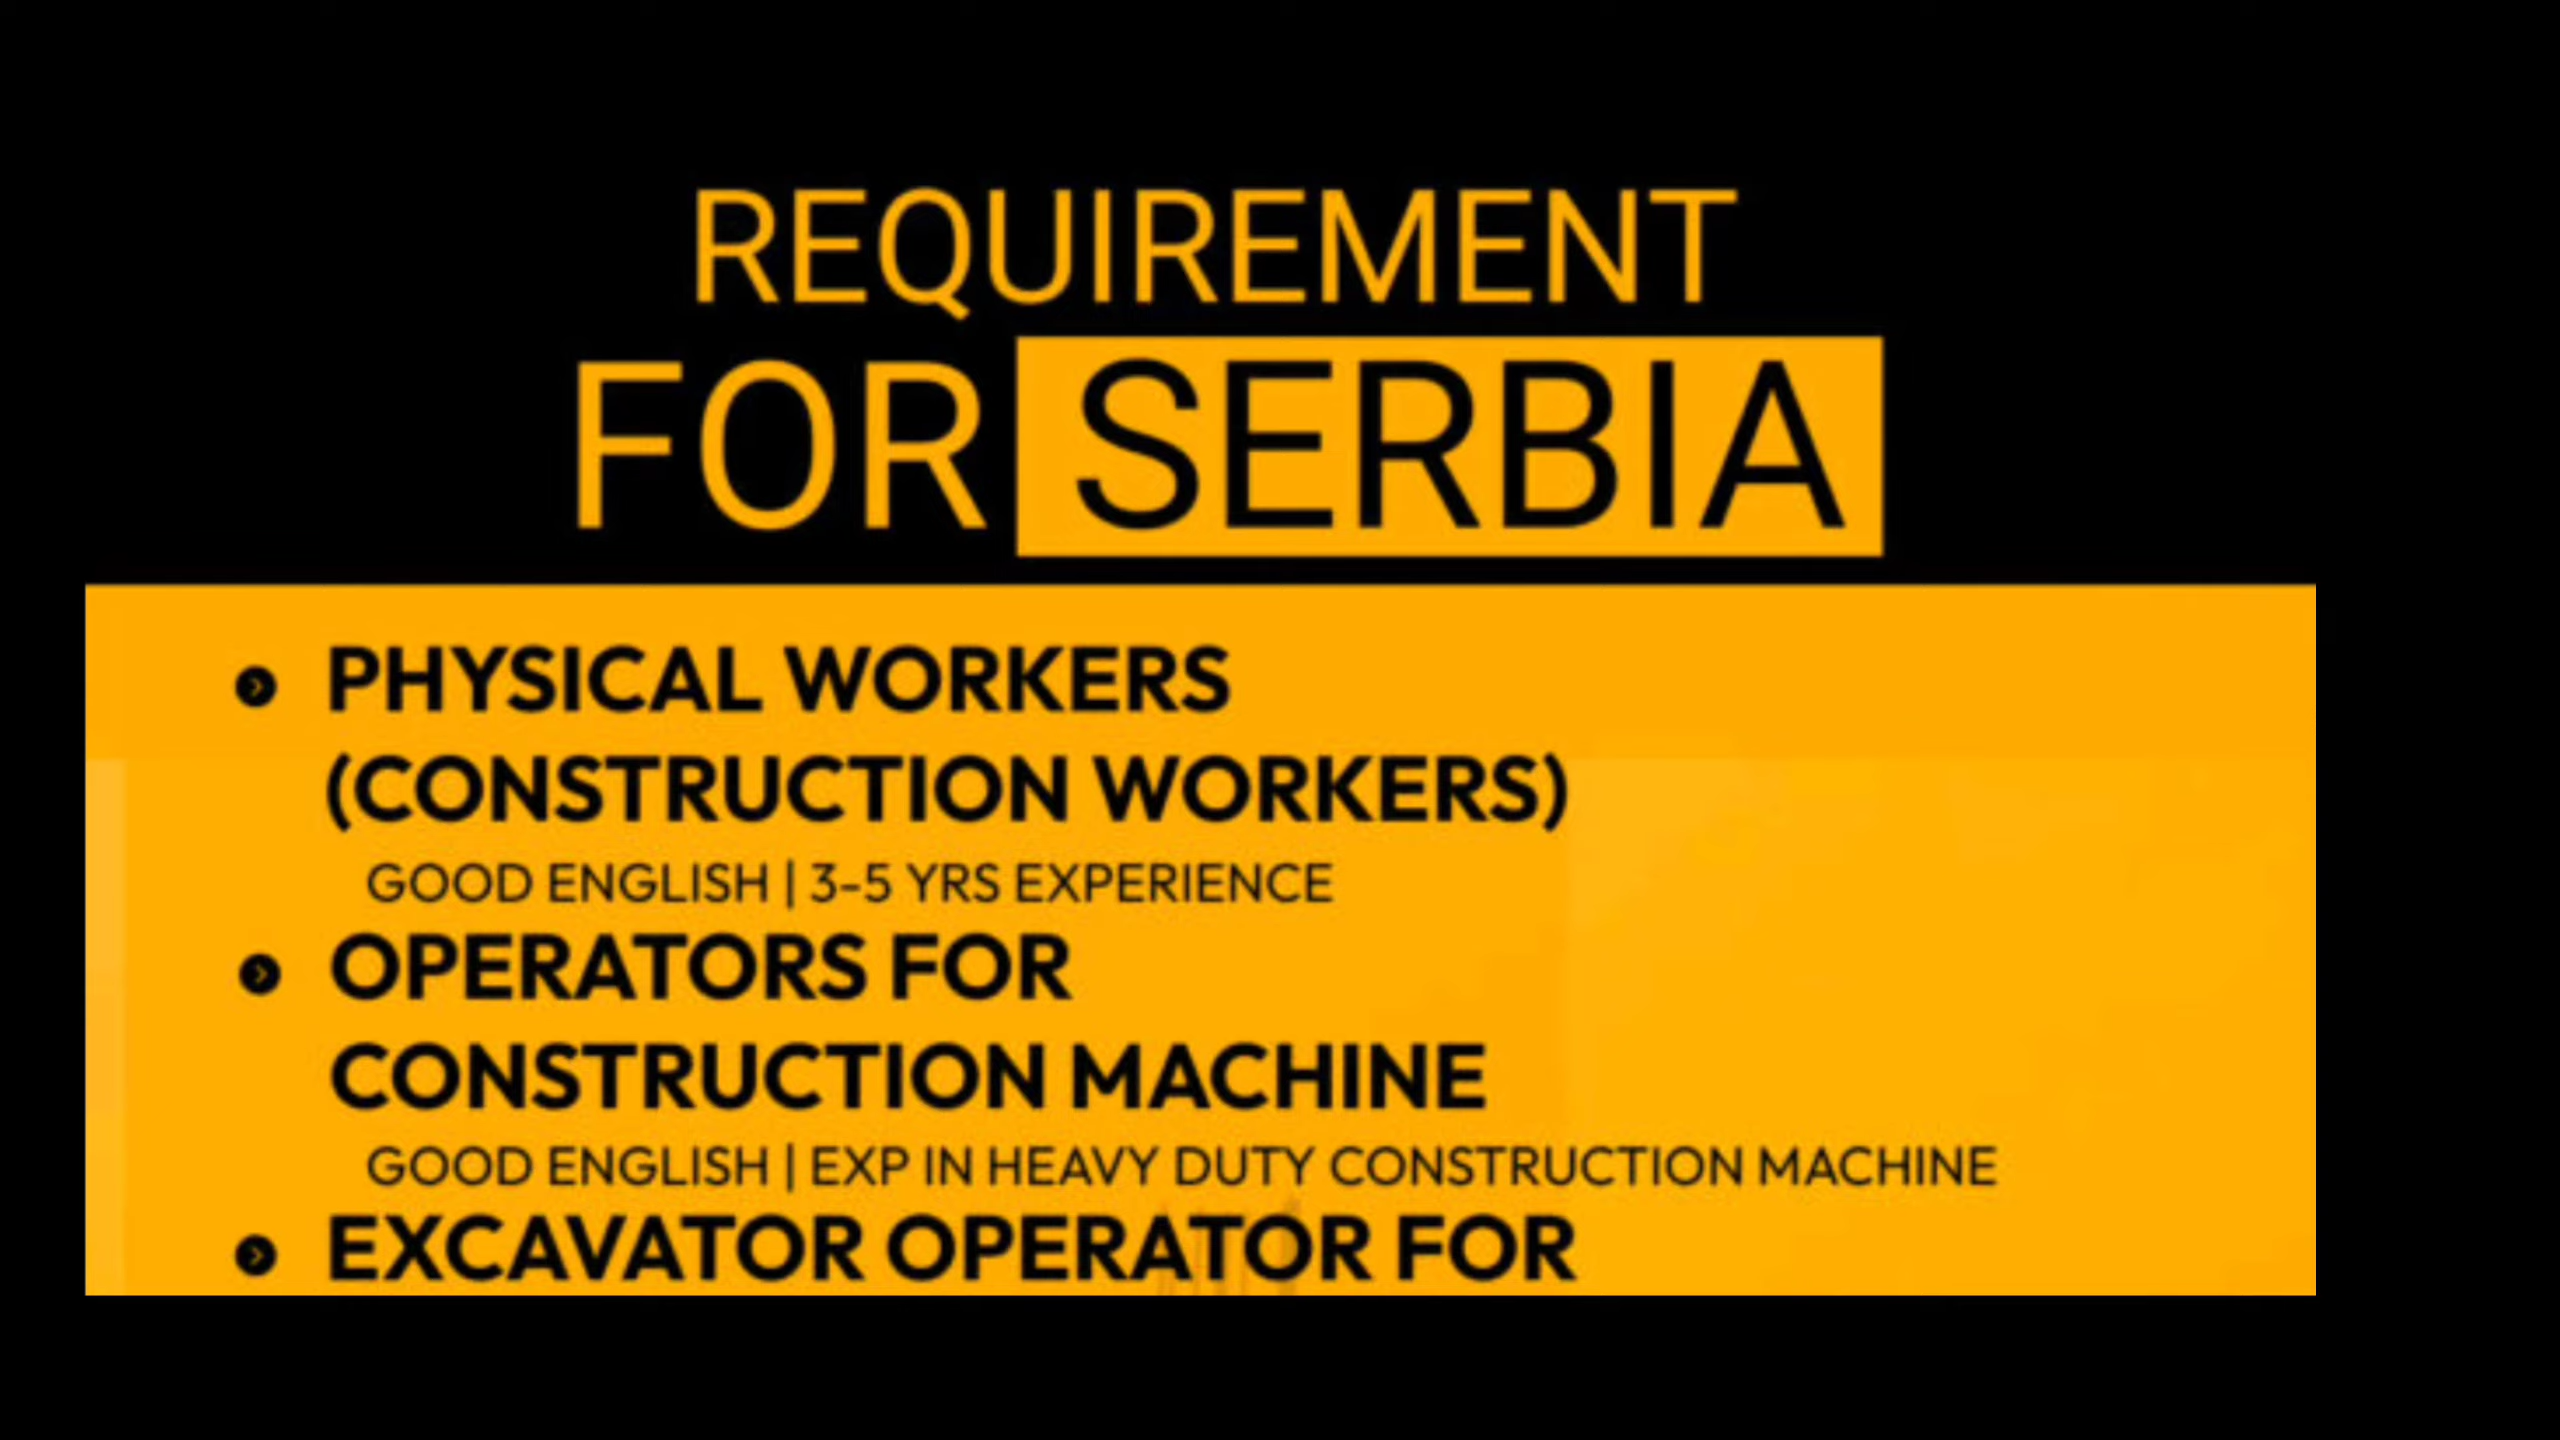 REQUIREMENT
FOR SERBIA
PHYSICAL WORKERS
(CONSTRUCTION WORKERS)
GOOD ENGLISH | 3-5 YRS EXPERIENCE
OPERATORS FOR
CONSTRUCTION MACHINE
GOOD ENGLISH | EXP IN HEAVY DUTY CONSTRUCTION MACHINE
EXCAVATOR OPERATOR FOR